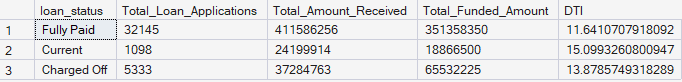 loan_status Total_Loan_Applications Total_Amount_Received Total_Funded_Amount DTI
1 Fully Paid 32145 411586256 351358350 11.6410707918092
2 Current 1098 24199914 18866500 15.0993260800947
3 Charged Off 5333 37284763 65532225 13.8785749318289